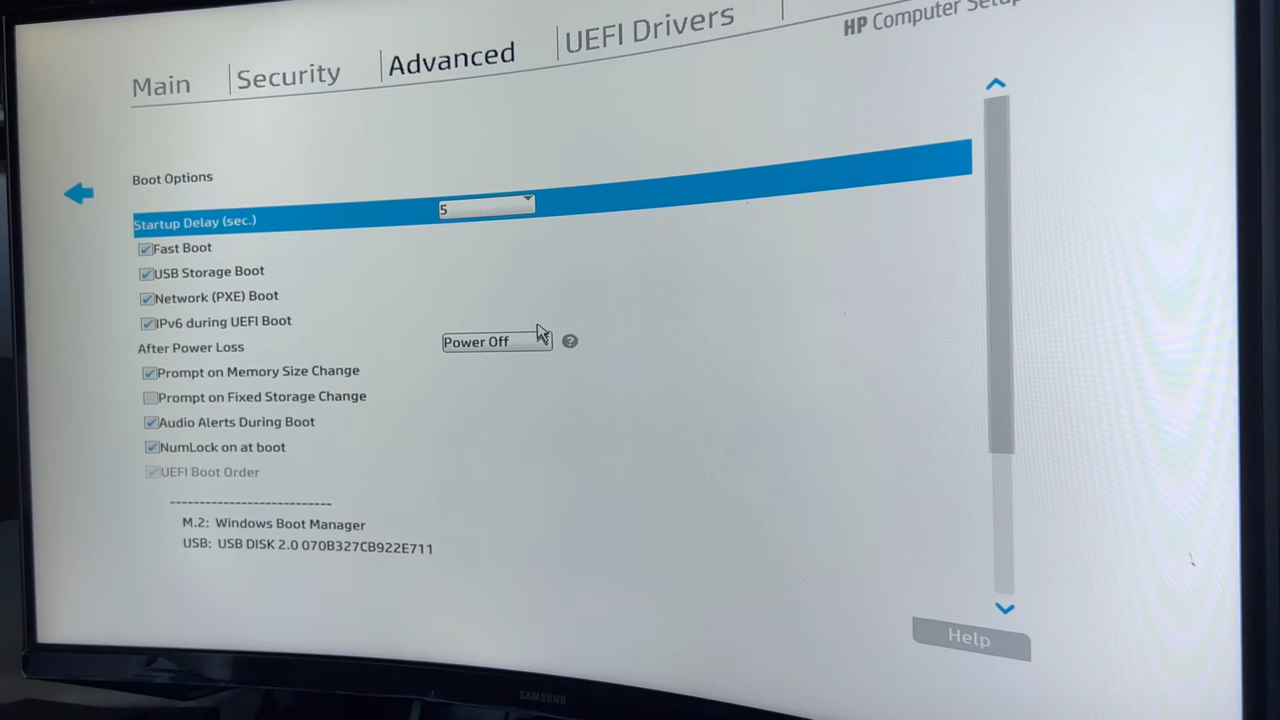 Main
Security
Advanced
UEFI Drivers
HP Computer Setup
Boot Options
Startup Delay (sec.) 5
Fast Boot
USB Storage Boot
Network (PXE) Boot
IPv6 during UEFI Boot
After Power Loss Power Off ?
Prompt on Memory Size Change
Prompt on Fixed Storage Change
Audio Alerts During Boot
NumLock on at boot
UEFI Boot Order
--------------------------
M.2: Windows Boot Manager
USB: USB DISK 2.0 070B327CB922E711
Help
SAMSUNG